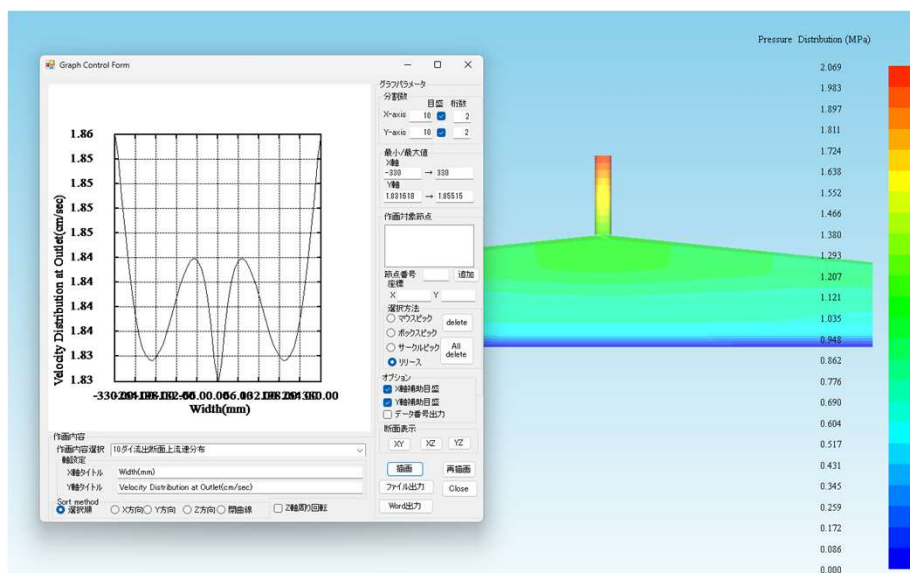 Graph Control Form
1.86
1.85
1.85
1.85
1.85
1.84
1.84
1.84
1.84
1.83
1.83
Velocity Distribution at Outlet(cm/sec)
Width(mm)
グラフパラメータ
分割数
目盛 桁数
X-axis 10 2
Y-axis 10 2
最小/最大値
X軸
-330 → 330
Y軸
1.831618 → 1.85515
作画対象節点
節点番号 追加
座標
X Y
選択方法
マウスピック
ボックスピック
サークルピック
リリース
delete
All delete
オプション
X軸補助目盛
Y軸補助目盛
データ番号出力
断面表示
XY XZ YZ
描画 再描画
ファイル出力 Close
Word出力
作画内容
作画内容選択 10ダイ流出断面上流速分布
軸設定
X軸タイトル Width(mm)
Y軸タイトル Velocity Distribution at Outlet(cm/sec)
Sort method
選択順 X方向 Y方向 Z方向 閉曲線 Z軸周り回転
Pressure Distribution (MPa)
2.069
1.983
1.897
1.811
1.724
1.638
1.552
1.466
1.380
1.293
1.207
1.121
1.035
0.948
0.862
0.776
0.690
0.604
0.517
0.431
0.345
0.259
0.172
0.086
0.000